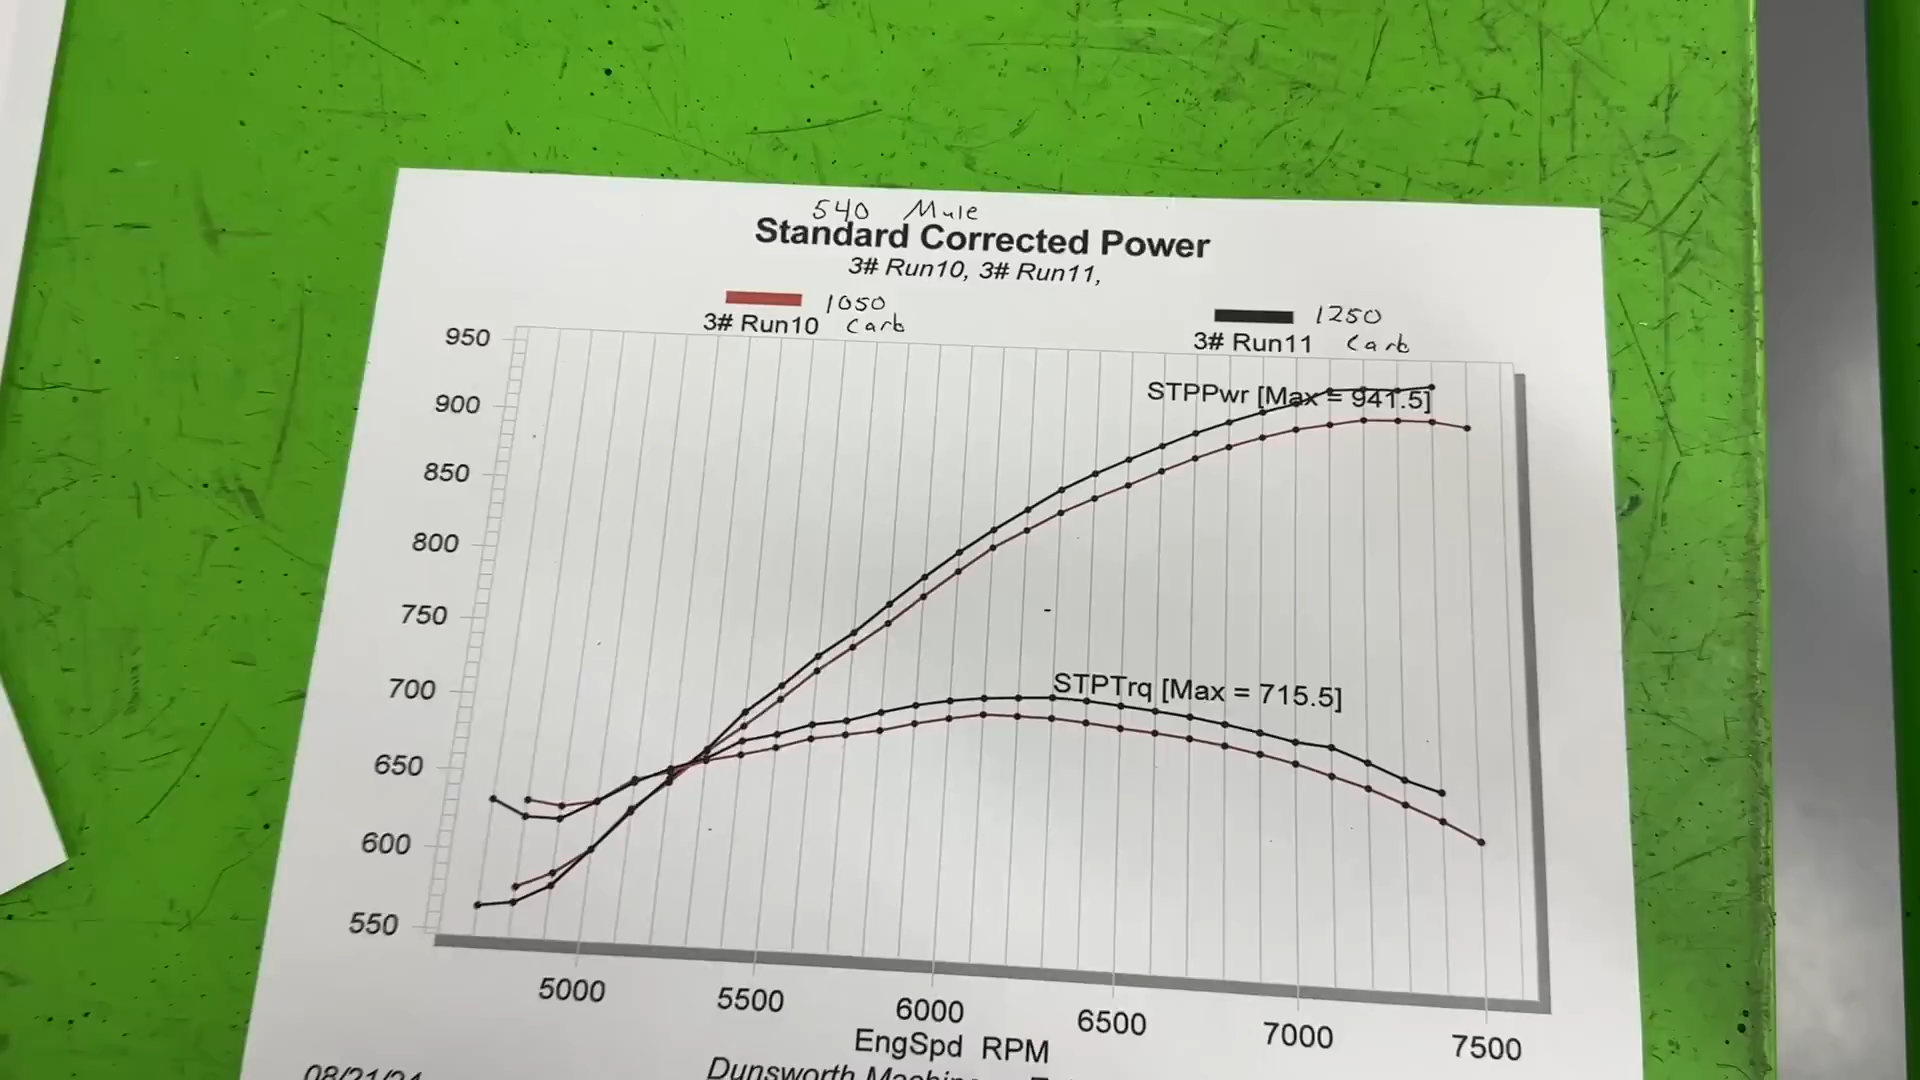 540 Mule
Standard Corrected Power
3# Run10, 3# Run11,
1050
3# Run10 Carb
1250
3# Run11 Carb
950
900
850
800
750
700
650
600
550
STPPwr [Max = 941.5]
STPTrq [Max = 715.5]
5000 5500 6000 6500 7000 7500
EngSpd RPM
Dunsworth